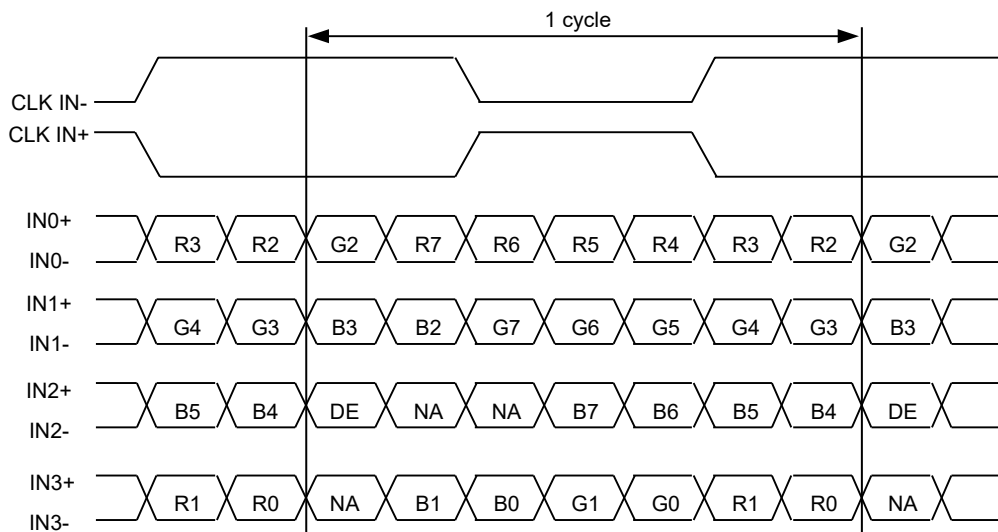 1 cycle
CLK IN-
CLK IN+
IN0+
R3 R2 G2 R7 R6 R5 R4 R3 R2 G2
IN0-
IN1+
G4 G3 B3 B2 G7 G6 G5 G4 G3 B3
IN1-
IN2+
B5 B4 DE NA NA B7 B6 B5 B4 DE
IN2-
IN3+
R1 R0 NA B1 B0 G1 G0 R1 R0 NA
IN3-